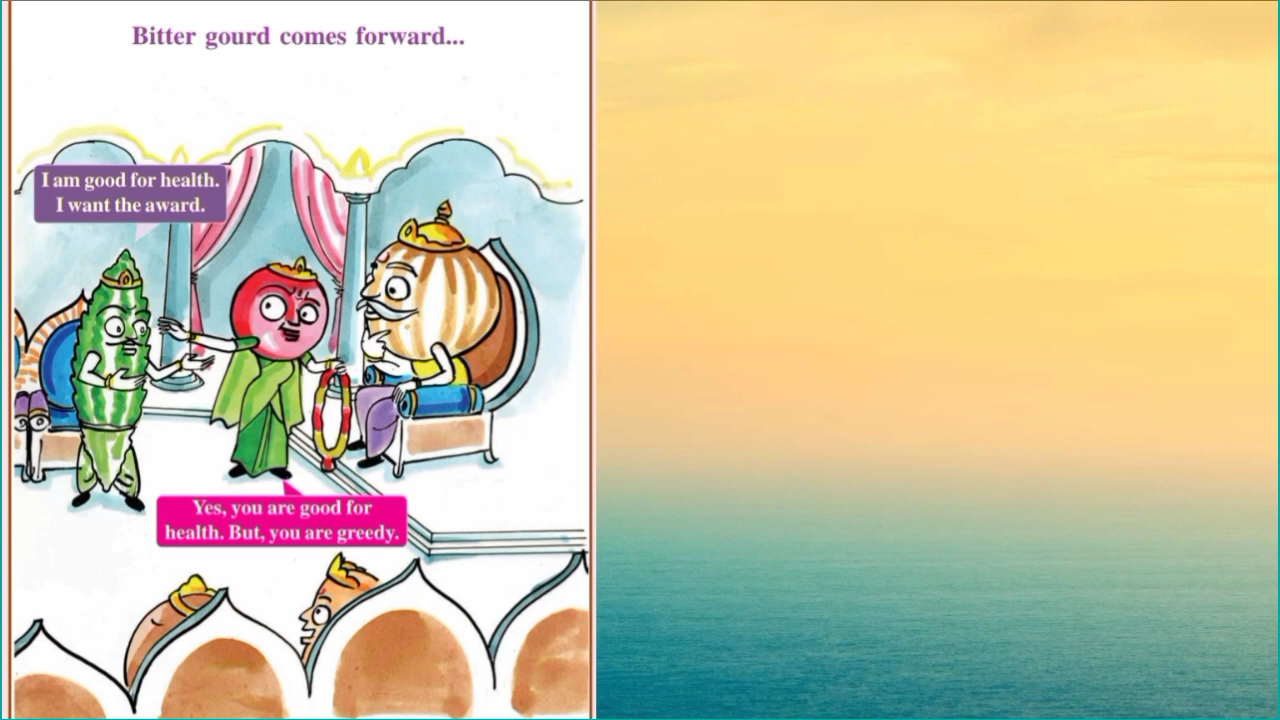 Bitter gourd comes forward...
I am good for health.
I want the award.
Yes, you are good for
health. But, you are greedy.